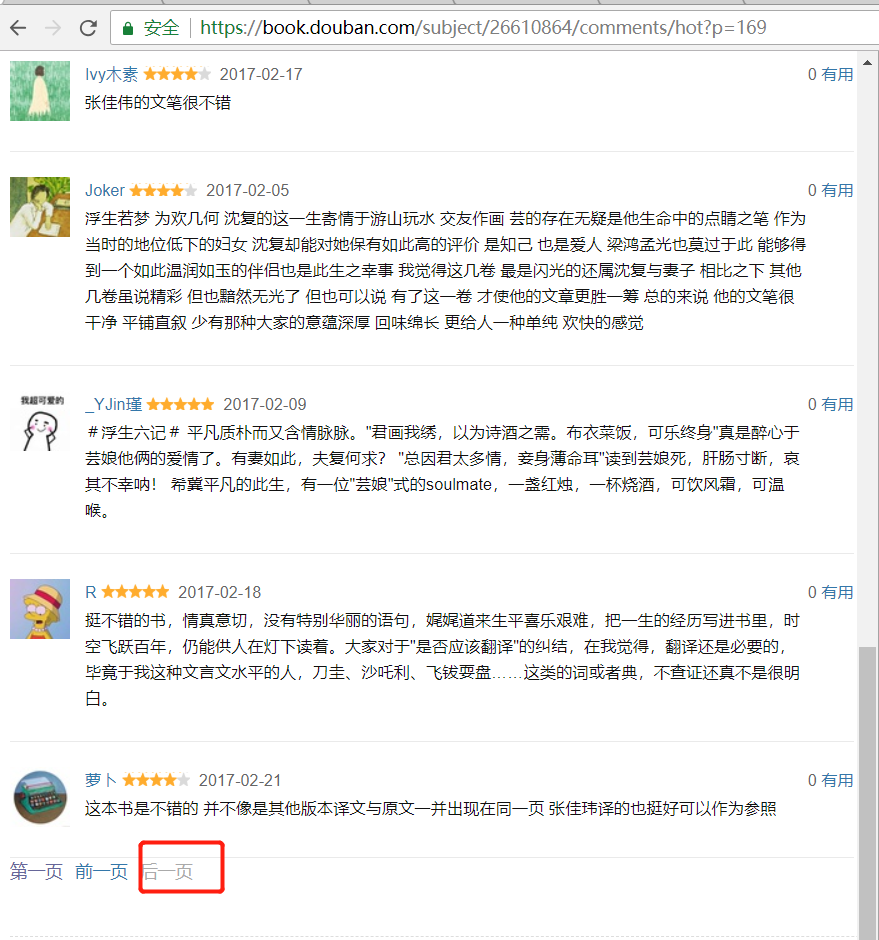 安全 https://book.douban.com/subject/26610864/comments/hot?p=169
Ivy木素 2017-02-17 0 有用
张佳伟的文笔很不错
Joker 2017-02-05 0 有用
浮生若梦 为欢几何 沈复的这一生寄情于游山玩水 交友作画 芸的存在无疑是他生命中的点睛之笔 作为
当时的地位低下的妇女 沈复却能对她保有如此高的评价 是知己 也是爱人 梁鸿孟光也莫过于此 能够得
到一个如此温润如玉的伴侣也是此生之幸事 我觉得这几卷 最是闪光的还属沈复与妻子 相比之下 其他
几卷虽说精彩 但也黯然无光了 但也可以说 有了这一卷 才使他的文章更胜一筹 总的来说 他的文笔很
干净 平铺直叙 少有那种大家的意蕴深厚 回味绵长 更给人一种单纯 欢快的感觉
我超可爱的
_YJin瑾 2017-02-09 0 有用
＃浮生六记＃ 平凡质朴而又含情脉脉。"君画我绣，以为诗酒之需。布衣菜饭，可乐终身"真是醉心于
芸娘他俩的爱情了。有妻如此，夫复何求？ "总因君太多情，妾身薄命耳"读到芸娘死，肝肠寸断，哀
其不幸呐！ 希冀平凡的此生，有一位"芸娘"式的soulmate，一盏红烛，一杯烧酒，可饮风霜，可温
喉。
R 2017-02-18 0 有用
挺不错的书，情真意切，没有特别华丽的语句，娓娓道来生平喜乐艰难，把一生的经历写进书里，时
空飞跃百年，仍能供人在灯下读着。大家对于"是否应该翻译"的纠结，在我觉得，翻译还是必要的，
毕竟于我这种文言文水平的人，刀圭、沙吒利、飞钹耍盘……这类的词或者典，不查证还真不是很明
白。
萝卜 2017-02-21 0 有用
这本书是不错的 并不像是其他版本译文与原文一并出现在同一页 张佳玮译的也挺好可以作为参照
第一页 前一页 后一页